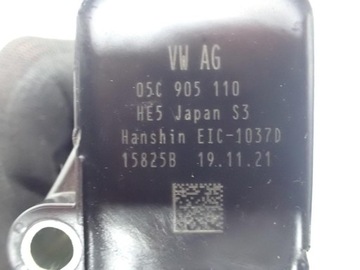 VW AG
05C 905 110
HE5 Japan S3
Hanshin EIC-1037D
15825B 19.11.21